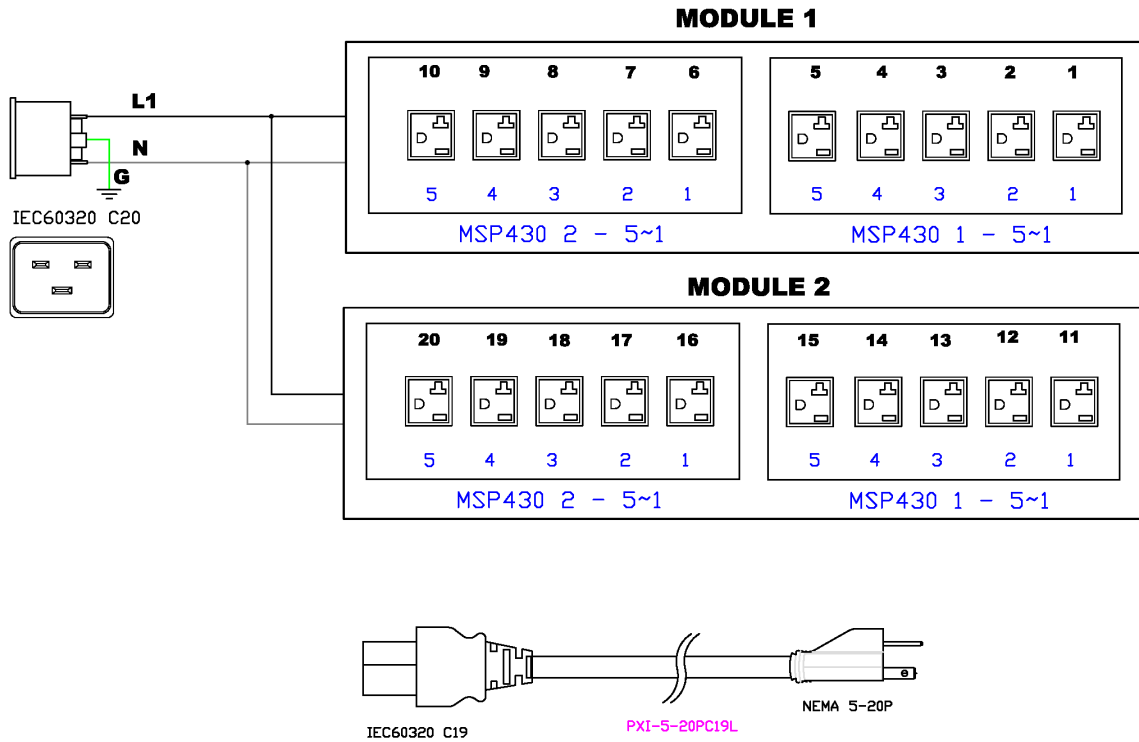 MODULE 1
10 9 8 7 6 5 4 3 2 1
L1
N
G
5 4 3 2 1 5 4 3 2 1
IEC60320 C20
MSP430 2 - 5~1 MSP430 1 - 5~1
MODULE 2
20 19 18 17 16 15 14 13 12 11
5 4 3 2 1 5 4 3 2 1
MSP430 2 - 5~1 MSP430 1 - 5~1
NEMA 5-20P
PXI-5-20PC19L
IEC60320 C19